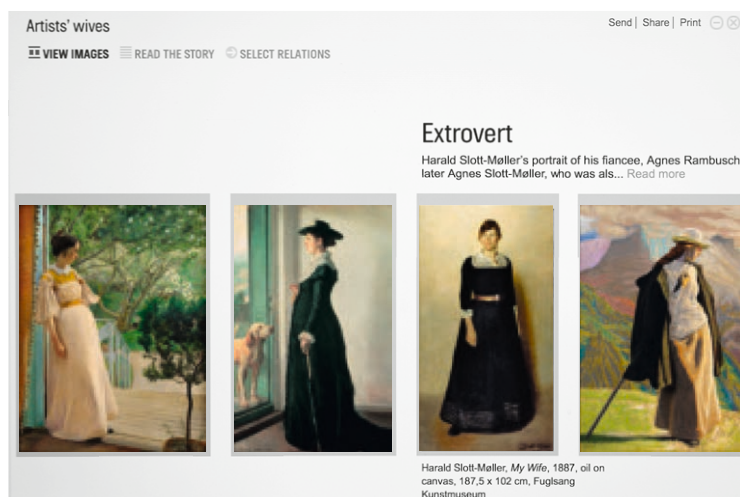 Artists' wives
Send | Share | Print
VIEW IMAGES READ THE STORY SELECT RELATIONS
Extrovert
Harald Slott-Møller's portrait of his fiancee, Agnes Rambusch
later Agnes Slott-Møller, who was als... Read more
Harald Slott-Møller, My Wife, 1887, oil on
canvas, 187,5 x 102 cm, Fuglsang
Kunstmuseum